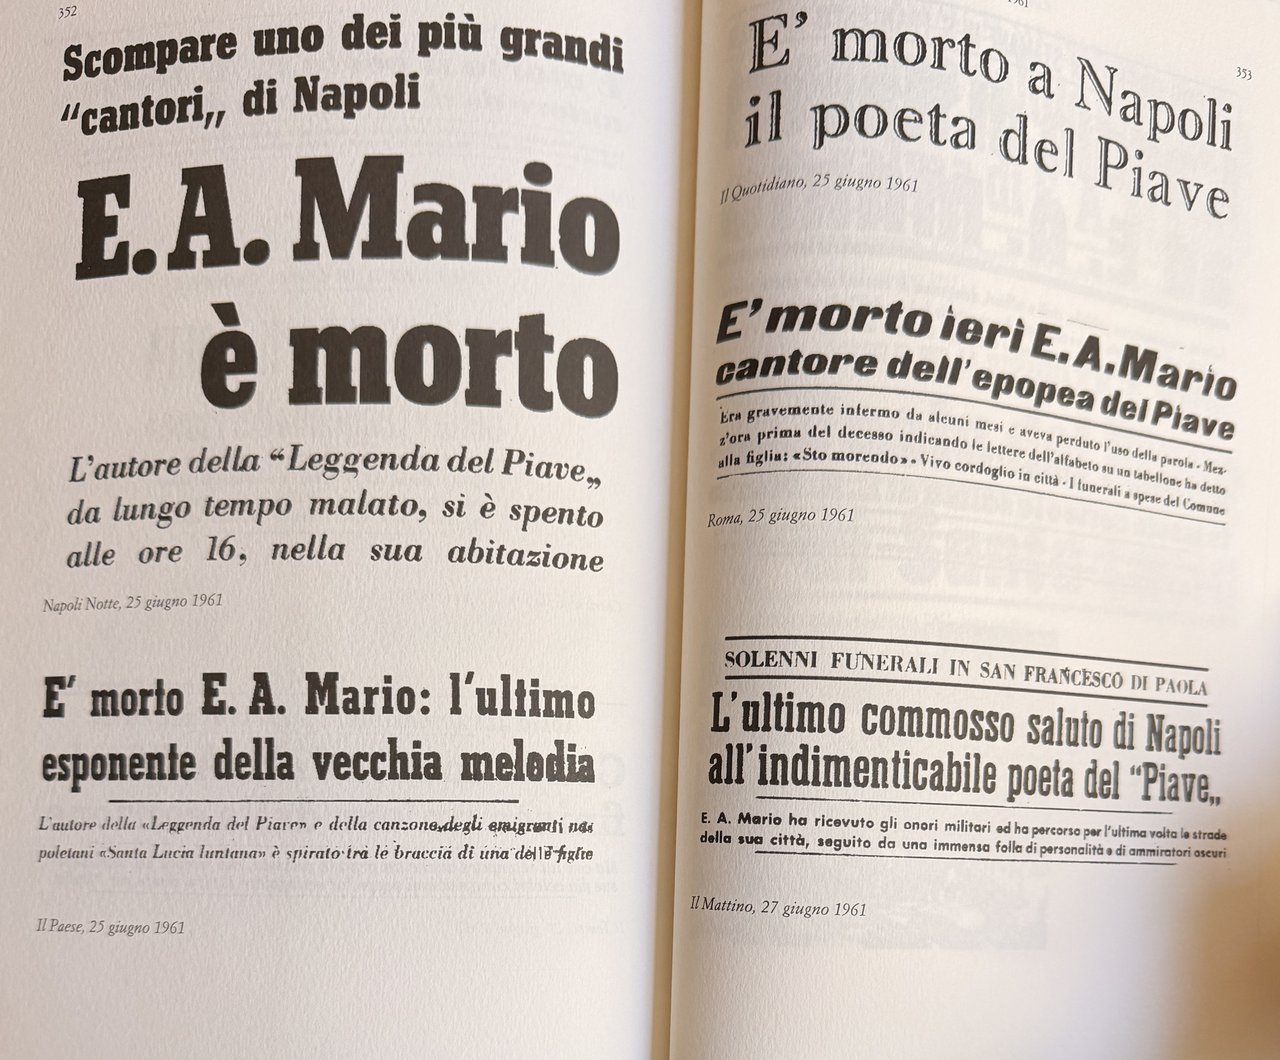 352
Scompare uno dei più grandi
“cantori„ di Napoli
E. A. Mario
è morto
L'autore della “Leggenda del Piave„
da lungo tempo malato, si è spento
alle ore 16, nella sua abitazione
Napoli Notte, 25 giugno 1961
E' morto E. A. Mario: l'ultimo
esponente della vecchia melodia
L'autore della «Leggenda del Piave» e della canzone degli emigranti na-
poletani «Santa Lucia luntana» è spirato tra le braccia di una delle figlie
Il Paese, 25 giugno 1961
1961
353
E' morto a Napoli
il poeta del Piave
Il Quotidiano, 25 giugno 1961
E' morto ieri E. A. Mario
cantore dell'epopea del Piave
Era gravemente infermo da alcuni mesi e aveva perduto l'uso della parola - Mez-
z'ora prima del decesso indicando le lettere dell'alfabeto su un tabellone ha detto
alla figlia: «Sto morendo» - Vivo cordoglio in città - I funerali a spese del Comune
Roma, 25 giugno 1961
SOLENNI FUNERALI IN SAN FRANCESCO DI PAOLA
L'ultimo commosso saluto di Napoli
all'indimenticabile poeta del “Piave„
E. A. Mario ha ricevuto gli onori militari ed ha percorso per l'ultima volta le strade
della sua città, seguito da una immensa folla di personalità e di ammiratori oscuri
Il Mattino, 27 giugno 1961